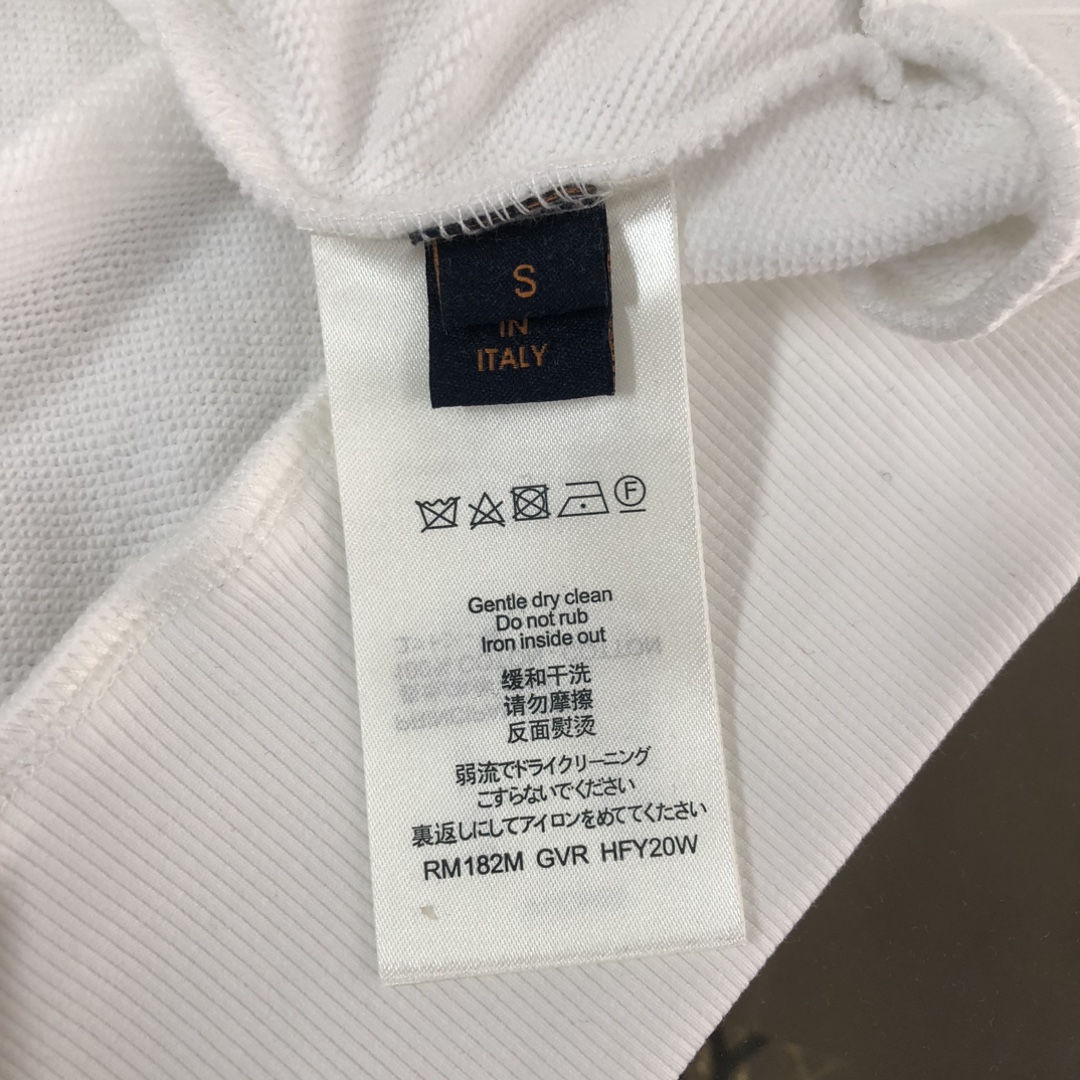 S
IN
ITALY
F
Gentle dry clean
Do not rub
Iron inside out
缓和干洗
请勿摩擦
反面熨烫
弱流でドライクリーニング
こすらないでください
裏返しにしてアイロンをめててください
RM182M GVR HFY20W